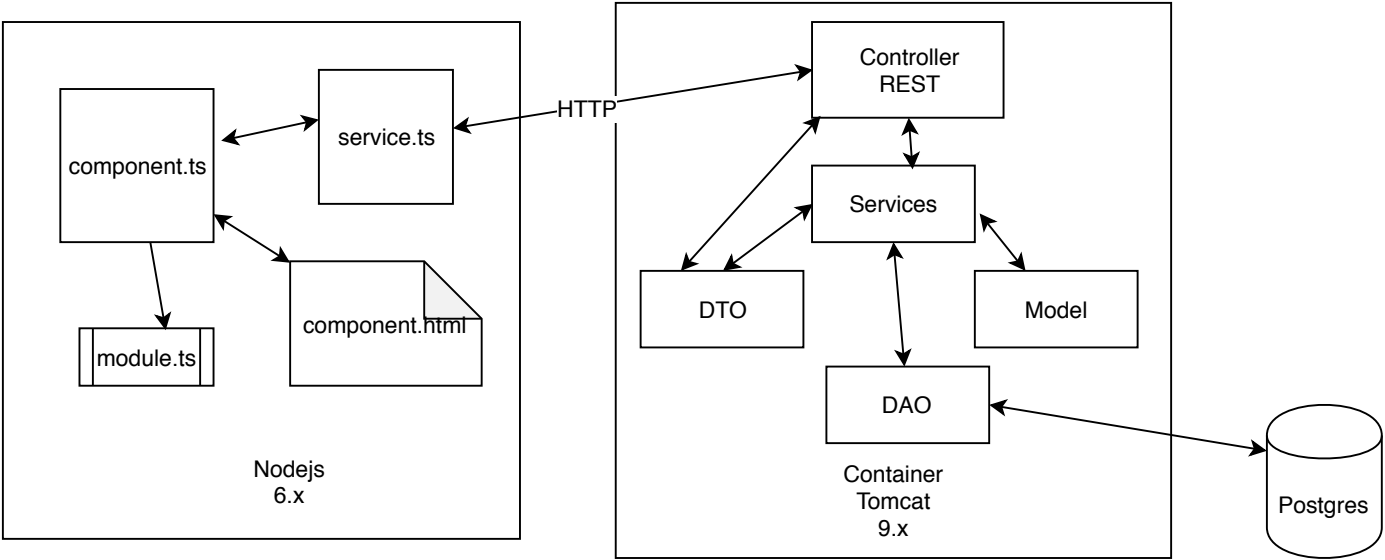 component.ts
service.ts
module.ts
component.html
Nodejs
6.x
HTTP
Controller
REST
Services
DTO
Model
DAO
Container
Tomcat
9.x
Postgres